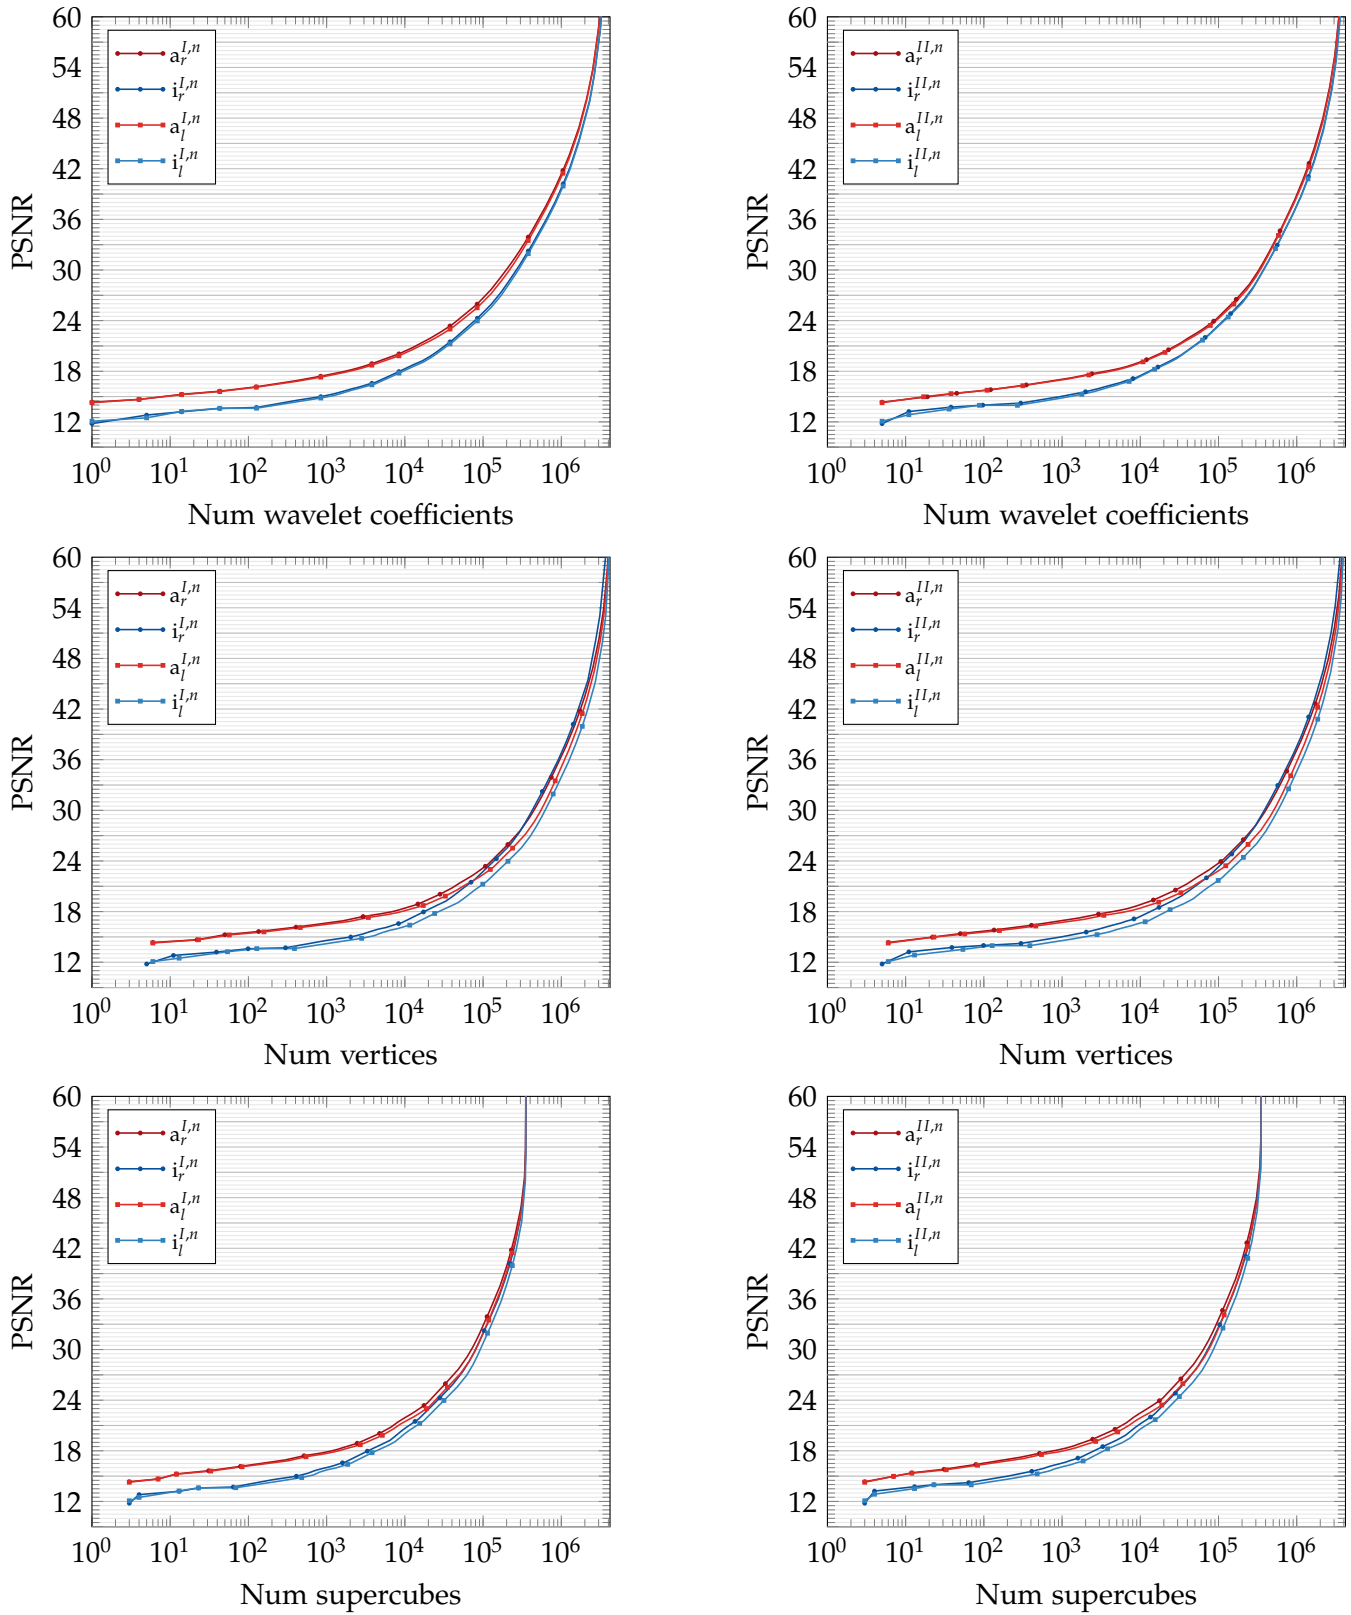 60
54
48
42
36
30
24
18
12
PSNR
a_r^{I,n}
i_r^{I,n}
a_l^{I,n}
i_l^{I,n}
10^0 10^1 10^2 10^3 10^4 10^5 10^6
Num wavelet coefficients
60
54
48
42
36
30
24
18
12
PSNR
a_r^{II,n}
i_r^{II,n}
a_l^{II,n}
i_l^{II,n}
10^0 10^1 10^2 10^3 10^4 10^5 10^6
Num wavelet coefficients
60
54
48
42
36
30
24
18
12
PSNR
a_r^{I,n}
i_r^{I,n}
a_l^{I,n}
i_l^{I,n}
10^0 10^1 10^2 10^3 10^4 10^5 10^6
Num vertices
60
54
48
42
36
30
24
18
12
PSNR
a_r^{II,n}
i_r^{II,n}
a_l^{II,n}
i_l^{II,n}
10^0 10^1 10^2 10^3 10^4 10^5 10^6
Num vertices
60
54
48
42
36
30
24
18
12
PSNR
a_r^{I,n}
i_r^{I,n}
a_l^{I,n}
i_l^{I,n}
10^0 10^1 10^2 10^3 10^4 10^5 10^6
Num supercubes
60
54
48
42
36
30
24
18
12
PSNR
a_r^{II,n}
i_r^{II,n}
a_l^{II,n}
i_l^{II,n}
10^0 10^1 10^2 10^3 10^4 10^5 10^6
Num supercubes